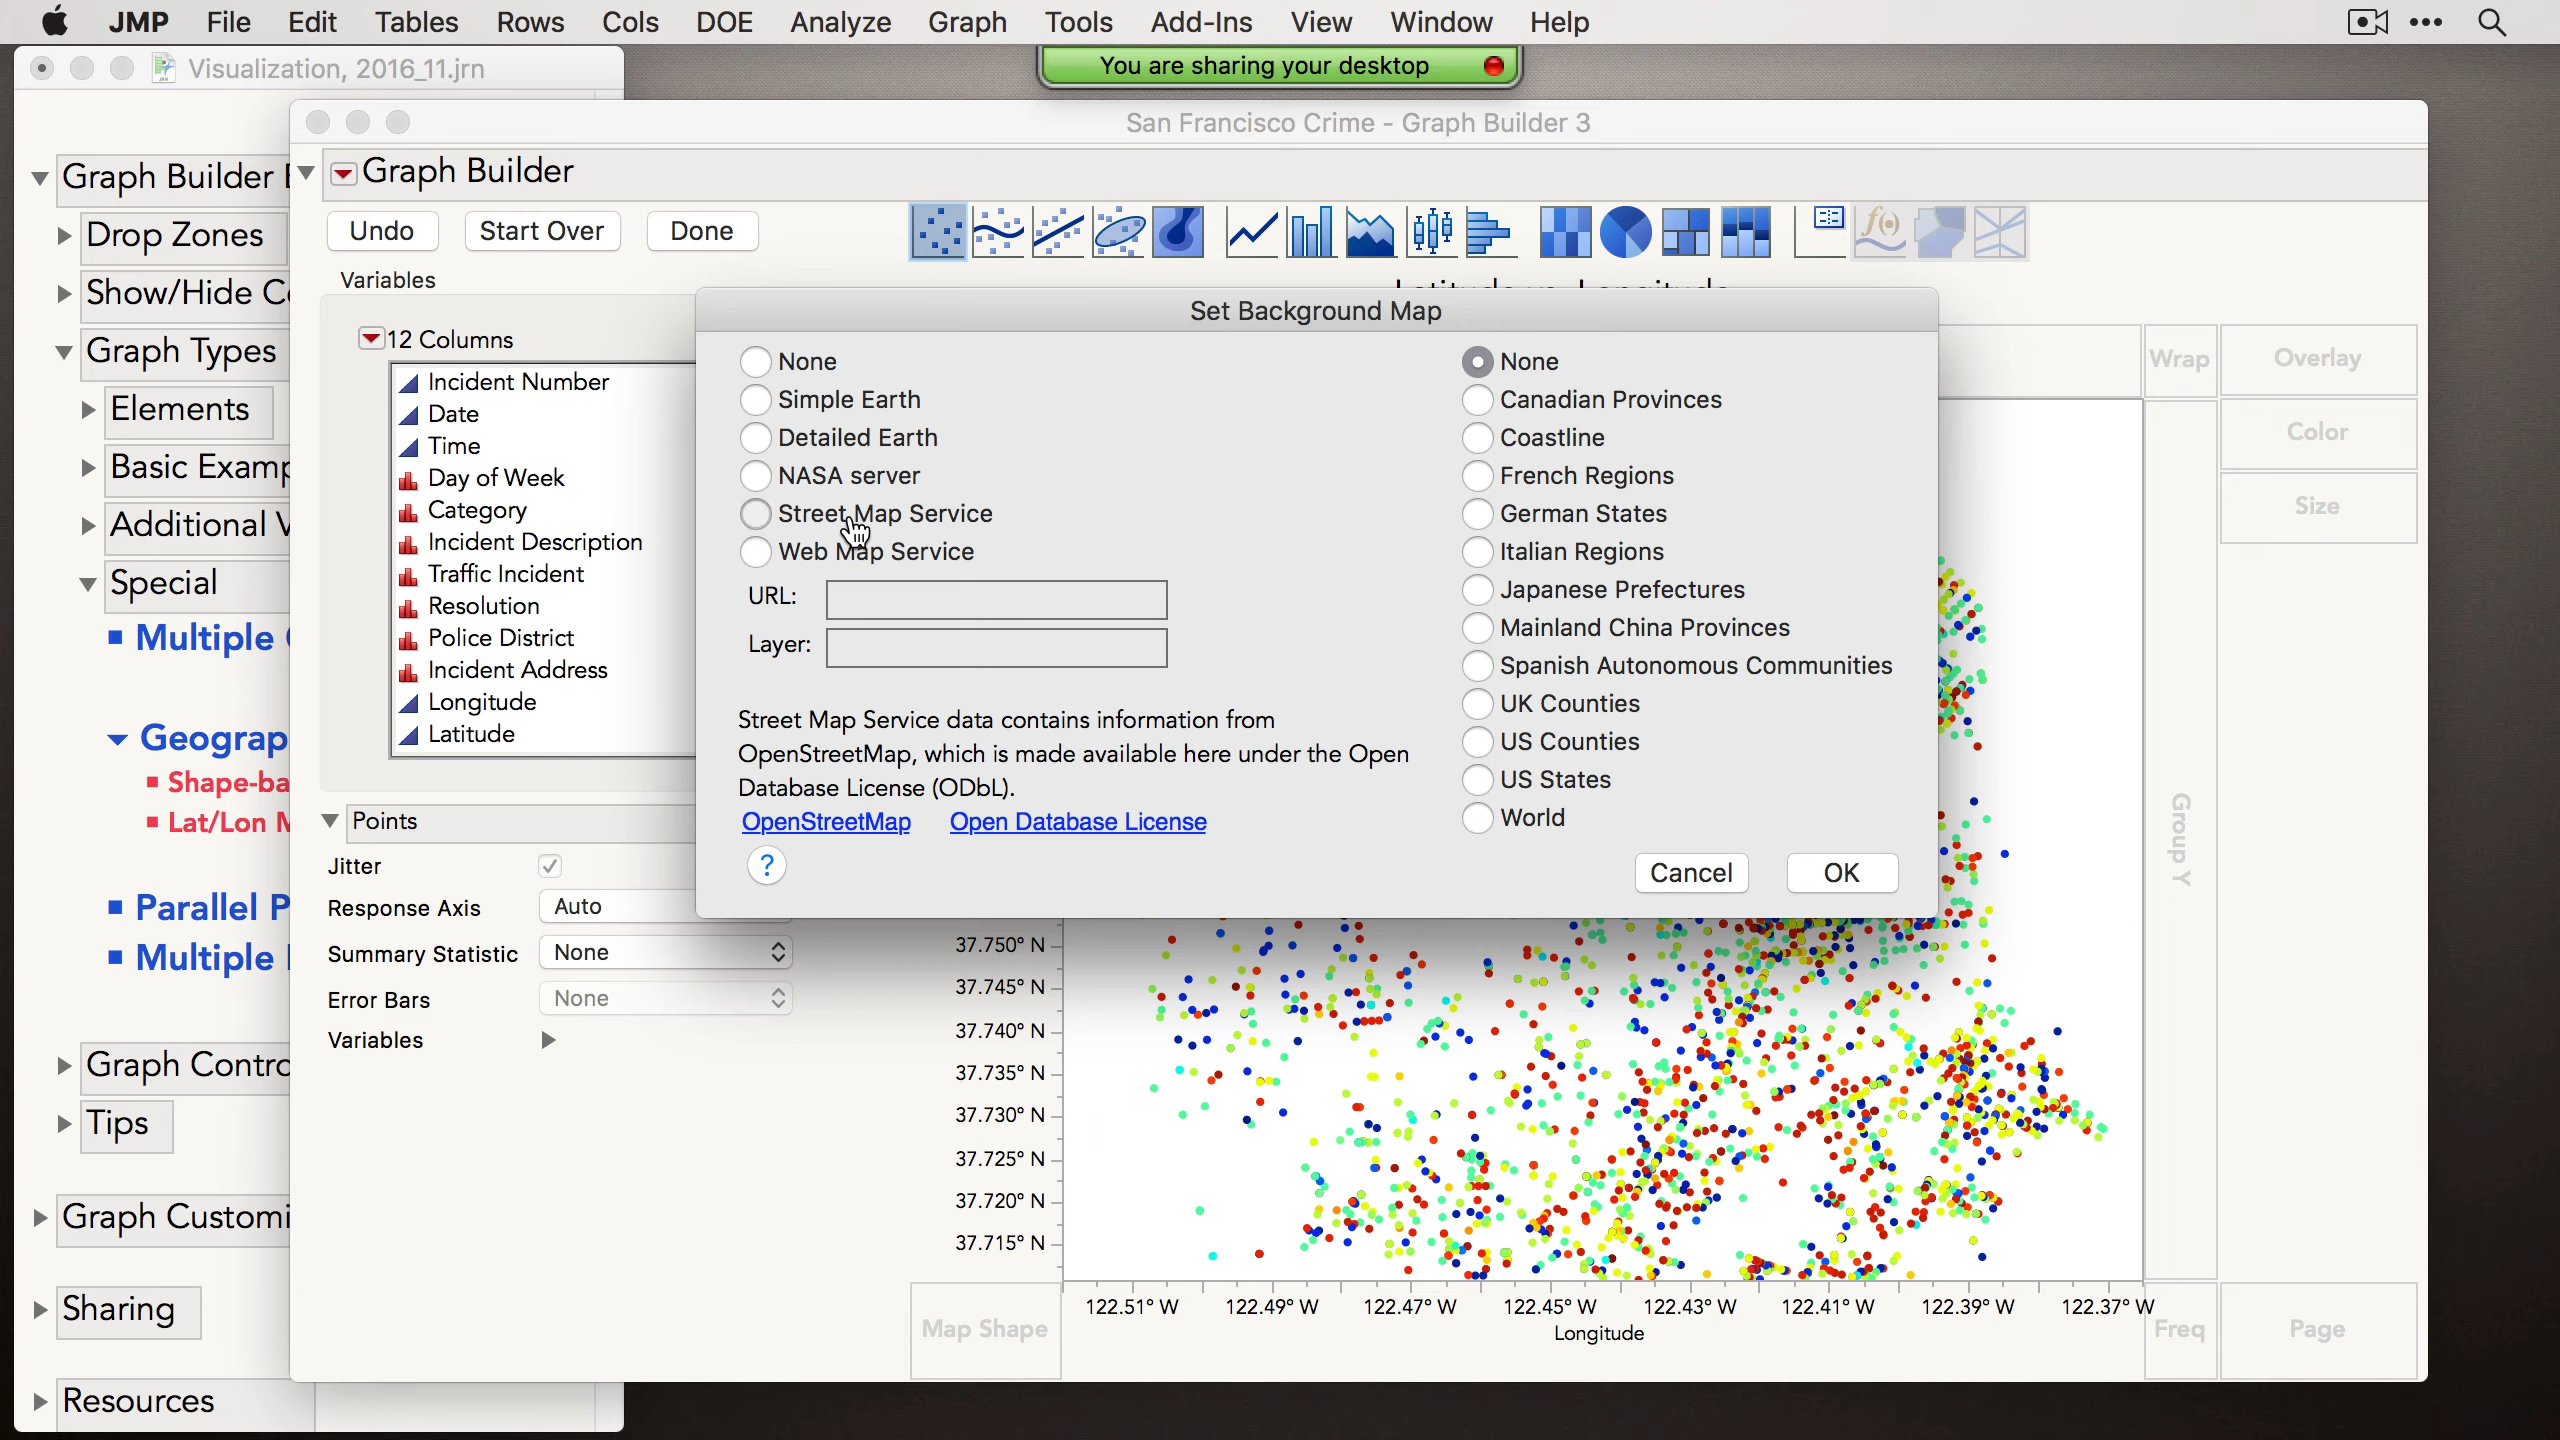 JMP File Edit Tables Rows Cols DOE Analyze Graph Tools Add-Ins View Window Help
Visualization, 2016_11.jrn
You are sharing your desktop
San Francisco Crime - Graph Builder 3
Graph Builder
Drop Zones
Show/Hide
Graph Types
Elements
Basic
Additional
Special
Multiple
Geograp
Shape-ba
Lat/Lon
Parallel
Multiple
Graph
Tips
Graph
Sharing
Resources
Graph Builder
Undo Start Over Done
Variables
12 Columns
Incident Number
Date
Time
Day of Week
Category
Incident Description
Traffic Incident
Resolution
Police District
Incident Address
Longitude
Latitude
Points
Jitter
Response Axis Auto
Summary Statistic None
Error Bars None
Variables
Latitude vs. Longitude
Set Background Map
None
Simple Earth
Detailed Earth
NASA server
Street Map Service
Web Map Service
URL:
Layer:
Street Map Service data contains information from
OpenStreetMap, which is made available here under the Open
Database License (ODbL).
OpenStreetMap Open Database License
?
None
Canadian Provinces
Coastline
French Regions
German States
Italian Regions
Japanese Prefectures
Mainland China Provinces
Spanish Autonomous Communities
UK Counties
US Counties
US States
World
Cancel OK
Wrap
Overlay
Color
Size
Group Y
37.750° N
37.745° N
37.740° N
37.735° N
37.730° N
37.725° N
37.720° N
37.715° N
122.51° W 122.49° W 122.47° W 122.45° W 122.43° W 122.41° W 122.39° W 122.37° W
Longitude
Map Shape
Freq
Page